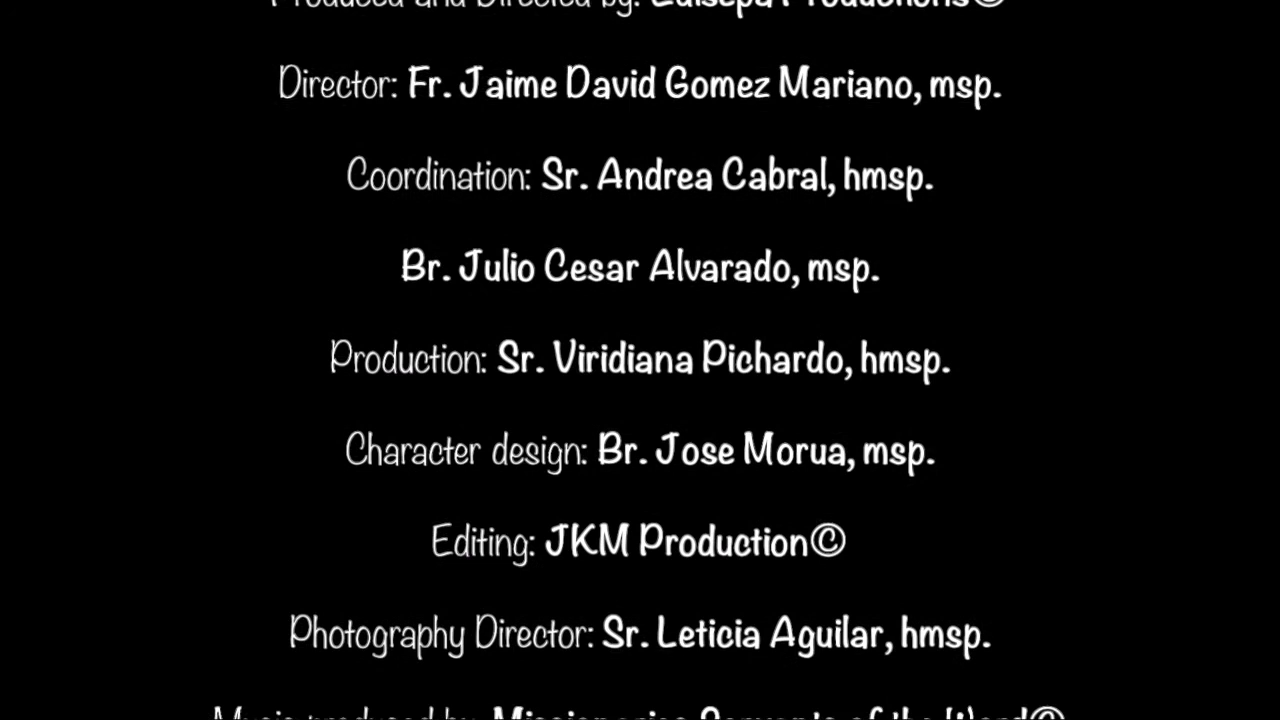 Produced and Directed by: Edisepa Productions©
Director: Fr. Jaime David Gomez Mariano, msp.
Coordination: Sr. Andrea Cabral, hmsp.
Br. Julio Cesar Alvarado, msp.
Production: Sr. Viridiana Pichardo, hmsp.
Character design: Br. Jose Morua, msp.
Editing: JKM Production©
Photography Director: Sr. Leticia Aguilar, hmsp.
Music produced by: Servants of the Word©